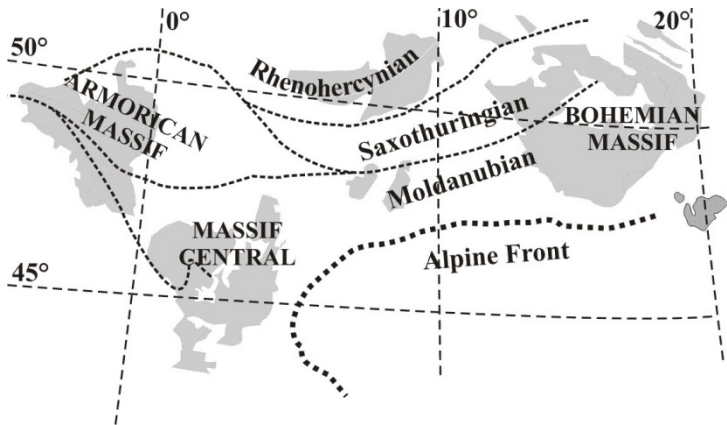 0°
10°
20°
50°
Rhenohercynian
ARMORICAN
MASSIF
Saxothuringian
BOHEMIAN
MASSIF
Moldanubian
MASSIF
CENTRAL
Alpine Front
45°